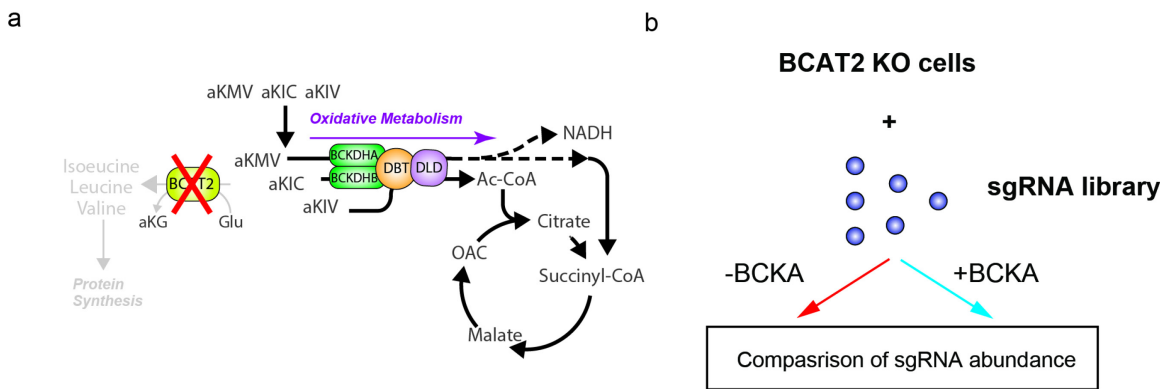 a
aKMV aKIC aKIV
Oxidative Metabolism
NADH
aKMV
BCKDHA
Isoeucine
DBT
DLD
BCAT2
Leucine
aKIC
BCKDHB
Ac-CoA
Valine
aKIV
aKG
Glu
Citrate
OAC
Protein
Synthesis
Succinyl-CoA
Malate
b
BCAT2 KO cells
+
sgRNA library
-BCKA
+BCKA
Compasrison of sgRNA abundance